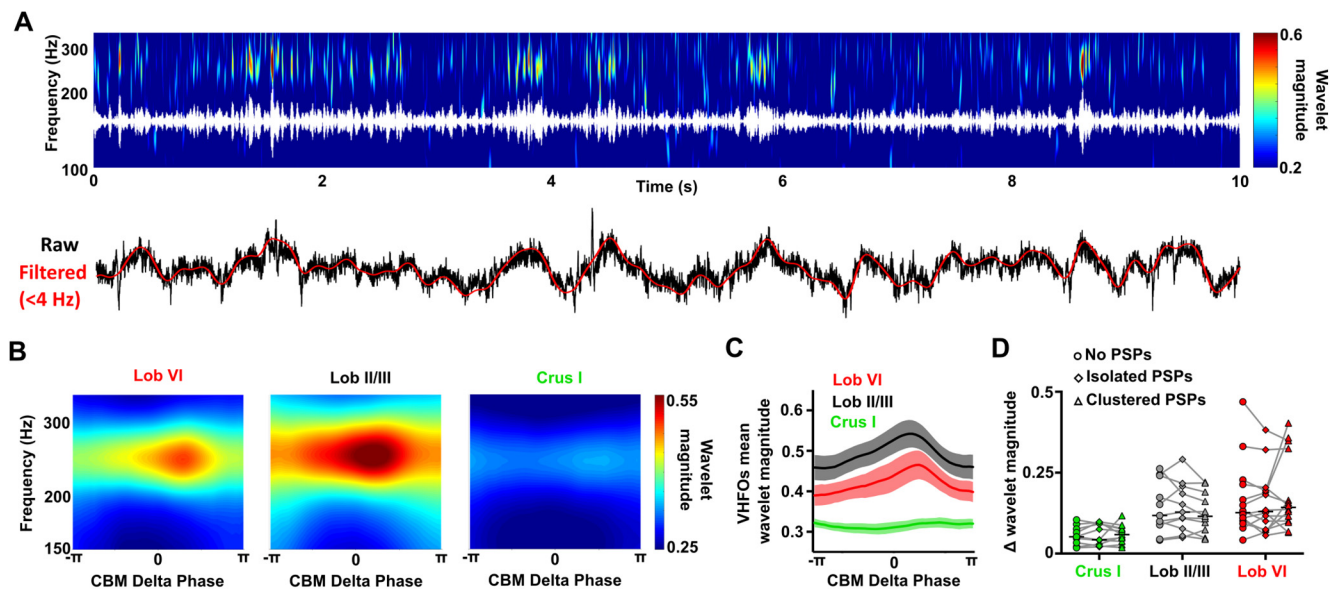 A
Frequency (Hz)
300
200
100
0
2
4
6
8
10
Time (s)
0.6
0.2
Wavelet
magnitude
Raw
Filtered
(<4 Hz)
B
Lob VI
Lob II/III
Crus I
Frequency (Hz)
300
200
150
-π
0
π
-π
0
π
-π
0
π
CBM Delta Phase
CBM Delta Phase
CBM Delta Phase
0.55
0.25
Wavelet
magnitude
C
Lob VI
Lob II/III
Crus I
VHFOs mean
wavelet magnitude
0.6
0.5
0.4
0.3
-π
0
π
CBM Delta Phase
D
No PSPs
Isolated PSPs
Clustered PSPs
Δ wavelet magnitude
0.5
0.25
0
Crus I
Lob II/III
Lob VI